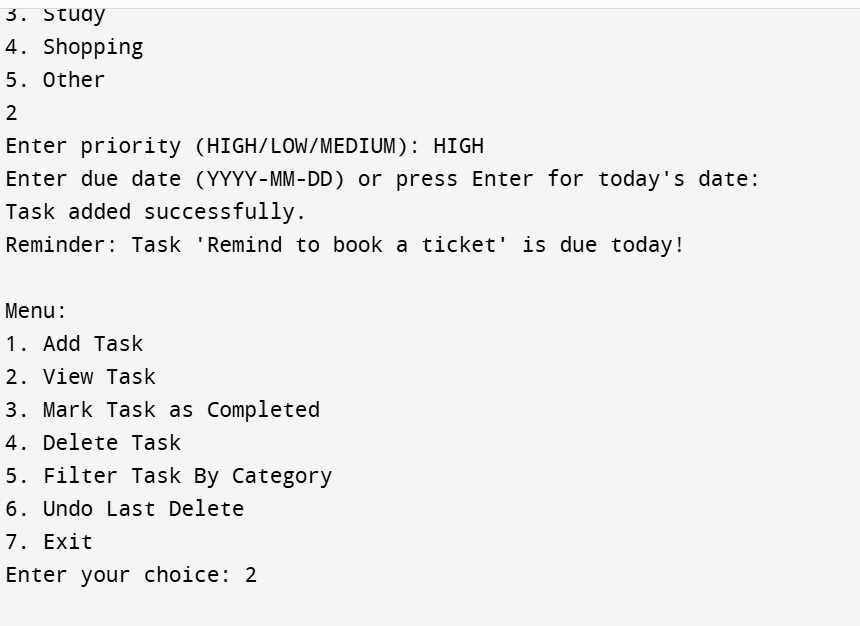 3. Study
4. Shopping
5. Other
2
Enter priority (HIGH/LOW/MEDIUM): HIGH
Enter due date (YYYY-MM-DD) or press Enter for today's date:
Task added successfully.
Reminder: Task 'Remind to book a ticket' is due today!
Menu:
1. Add Task
2. View Task
3. Mark Task as Completed
4. Delete Task
5. Filter Task By Category
6. Undo Last Delete
7. Exit
Enter your choice: 2